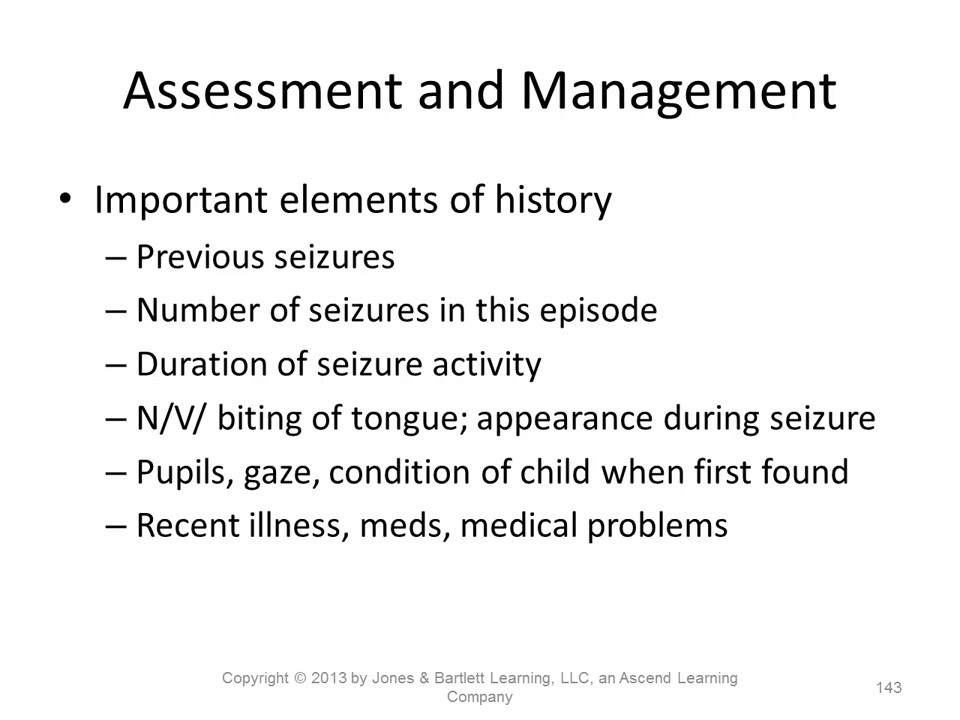 Assessment and Management
• Important elements of history
– Previous seizures
– Number of seizures in this episode
– Duration of seizure activity
– N/V/ biting of tongue; appearance during seizure
– Pupils, gaze, condition of child when first found
– Recent illness, meds, medical problems
Copyright © 2013 by Jones & Bartlett Learning, LLC, an Ascend Learning
Company
143